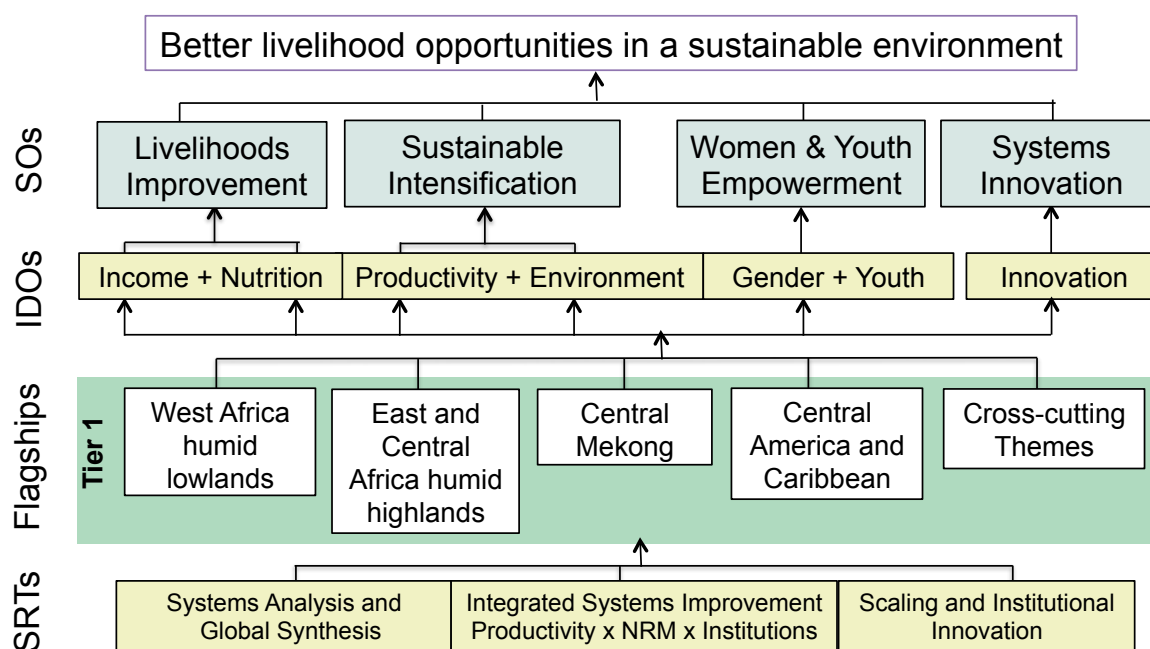 Better livelihood opportunities in a sustainable environment
SOs
Livelihoods
Improvement
Sustainable
Intensification
Women & Youth
Empowerment
Systems
Innovation
IDOs
Income + Nutrition
Productivity + Environment
Gender + Youth
Innovation
Flagships
Tier 1
West Africa
humid
lowlands
East and
Central
Africa humid
highlands
Central
Mekong
Central
America and
Caribbean
Cross-cutting
Themes
SRTs
Systems Analysis and
Global Synthesis
Integrated Systems Improvement
Productivity x NRM x Institutions
Scaling and Institutional
Innovation